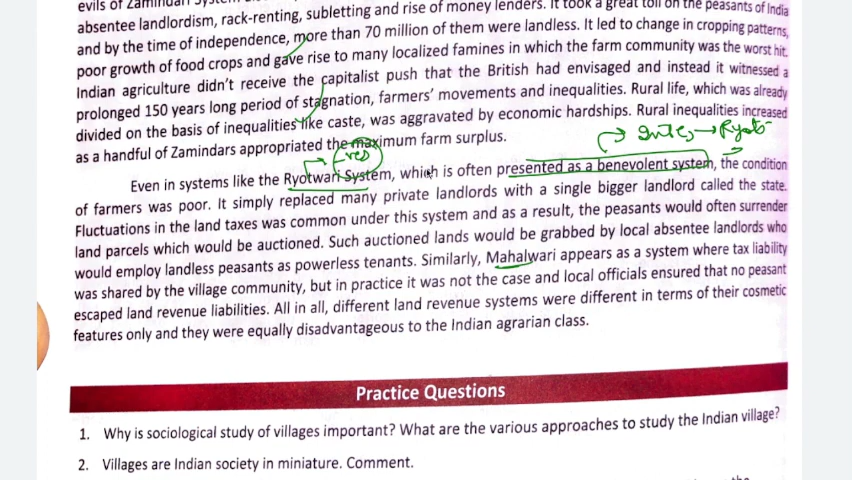 evils of Zamindari System
absentee landlordism, rack-renting, subletting and rise of money lenders. It took a great toll on the peasants of India
and by the time of independence, more than 70 million of them were landless. It led to change in cropping patterns,
poor growth of food crops and gave rise to many localized famines in which the farm community was the worst hit.
Indian agriculture didn't receive the capitalist push that the British had envisaged and instead it witnessed a
prolonged 150 years long period of stagnation, farmers' movements and inequalities. Rural life, which was already
divided on the basis of inequalities like caste, was aggravated by economic hardships. Rural inequalities increased
as a handful of Zamindars appropriated the maximum farm surplus.
Even in systems like the Ryotwari System, which is often presented as a benevolent system, the condition
of farmers was poor. It simply replaced many private landlords with a single bigger landlord called the state.
Fluctuations in the land taxes was common under this system and as a result, the peasants would often surrender
land parcels which would be auctioned. Such auctioned lands would be grabbed by local absentee landlords who
would employ landless peasants as powerless tenants. Similarly, Mahalwari appears as a system where tax liability
was shared by the village community, but in practice it was not the case and local officials ensured that no peasant
escaped land revenue liabilities. All in all, different land revenue systems were different in terms of their cosmetic
features only and they were equally disadvantageous to the Indian agrarian class.
Practice Questions
1. Why is sociological study of villages important? What are the various approaches to study the Indian village?
2. Villages are Indian society in miniature. Comment.
the